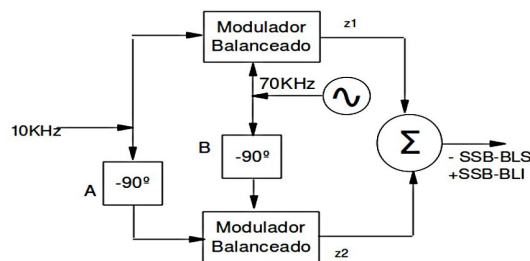 Modulador
Balanceado
z1
70KHz
10KHz
A
-90º
B
-90º
Σ
- SSB-BLS
+SSB-BLI
Modulador
Balanceado
z2